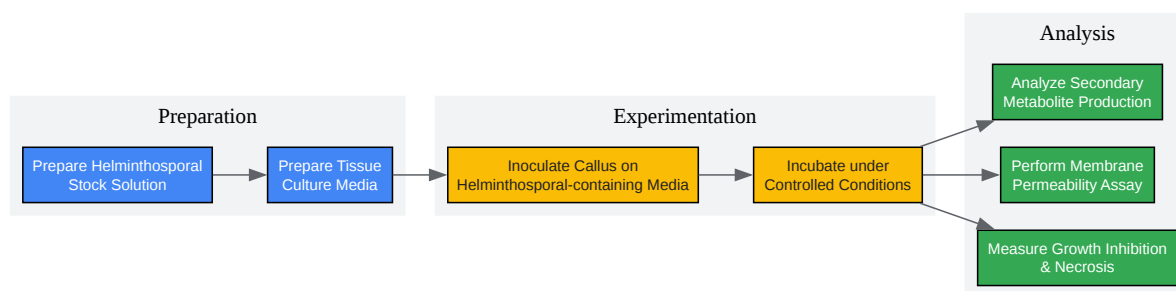 Preparation
Prepare Helminthosporal
Stock Solution
Prepare Tissue
Culture Media
Experimentation
Inoculate Callus on
Helminthosporal-containing Media
Incubate under
Controlled Conditions
Analysis
Analyze Secondary
Metabolite Production
Perform Membrane
Permeability Assay
Measure Growth Inhibition
& Necrosis